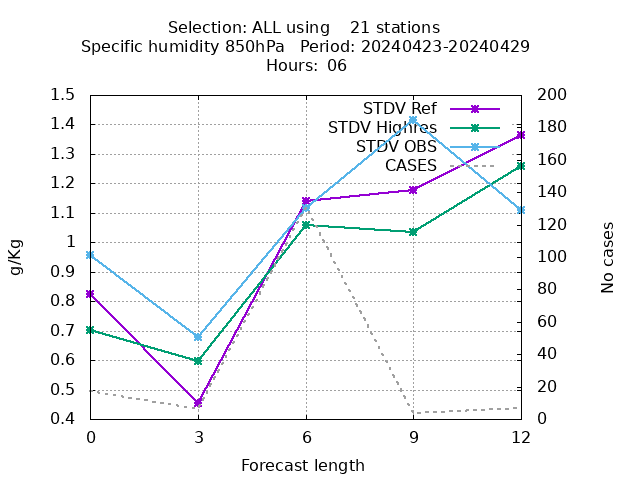 Selection: ALL using    21 stations
Specific humidity 850hPa   Period: 20240423-20240429
Hours: 06
STDV Ref
STDV Highres
STDV OBS
CASES
1.5
1.4
1.3
1.2
1.1
1
0.9
0.8
0.7
0.6
0.5
0.4
g/Kg
200
180
160
140
120
100
80
60
40
20
0
No cases
0 3 6 9 12
Forecast length